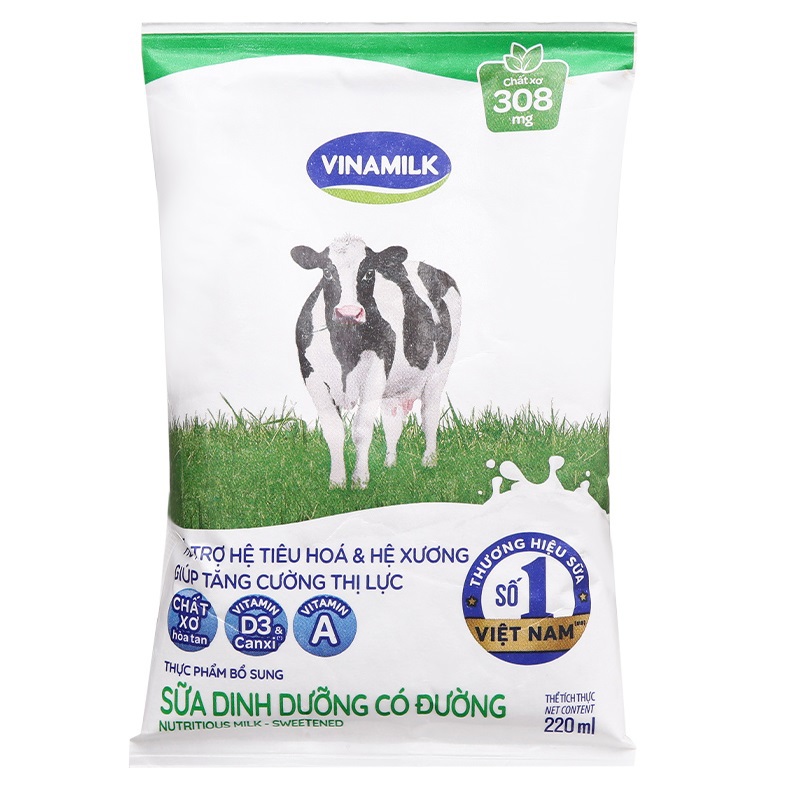 Chất xơ
308
mg
VINAMILK
TRỢ HỆ TIÊU HOÁ & HỆ XƯƠNG
GIÚP TĂNG CƯỜNG THỊ LỰC
CHẤT
XƠ
hòa tan
VITAMIN
D3 &
Canxi
VITAMIN
A
THƯƠNG HIỆU SỮA
SỐ 1
VIỆT NAM
THỰC PHẨM BỔ SUNG
SỮA DINH DƯỠNG CÓ ĐƯỜNG
NUTRITIOUS MILK - SWEETENED
THỂ TÍCH THỰC
NET CONTENT
220 ml